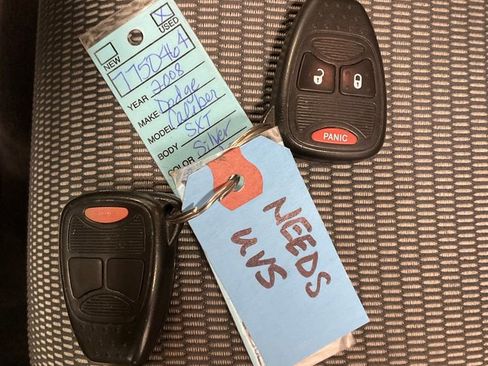 NEW
X USED
775D464
YEAR 2008
MAKE Dodge
MODEL Caliber
BODY SXT
COLOR Silver
PANIC
NEEDS
UVS